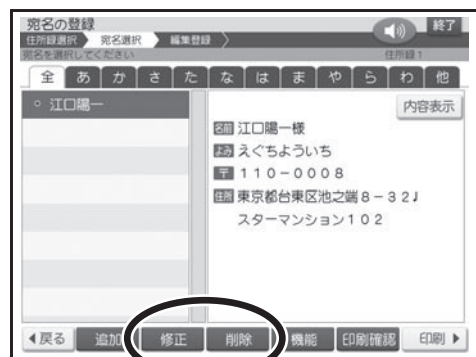 宛名の登録
終了
住所録選択 宛名選択 編集登録
宛名を選択してください
住所録1
全 あ か さ た な は ま や ら わ 他
江口陽一
内容表示
名前 江口陽一様
よみ えぐちよういち
〒 110-0008
住所 東京都台東区池之端8-32」
スターマンション102
戻る 追加 修正 削除 機能 印刷確認 印刷